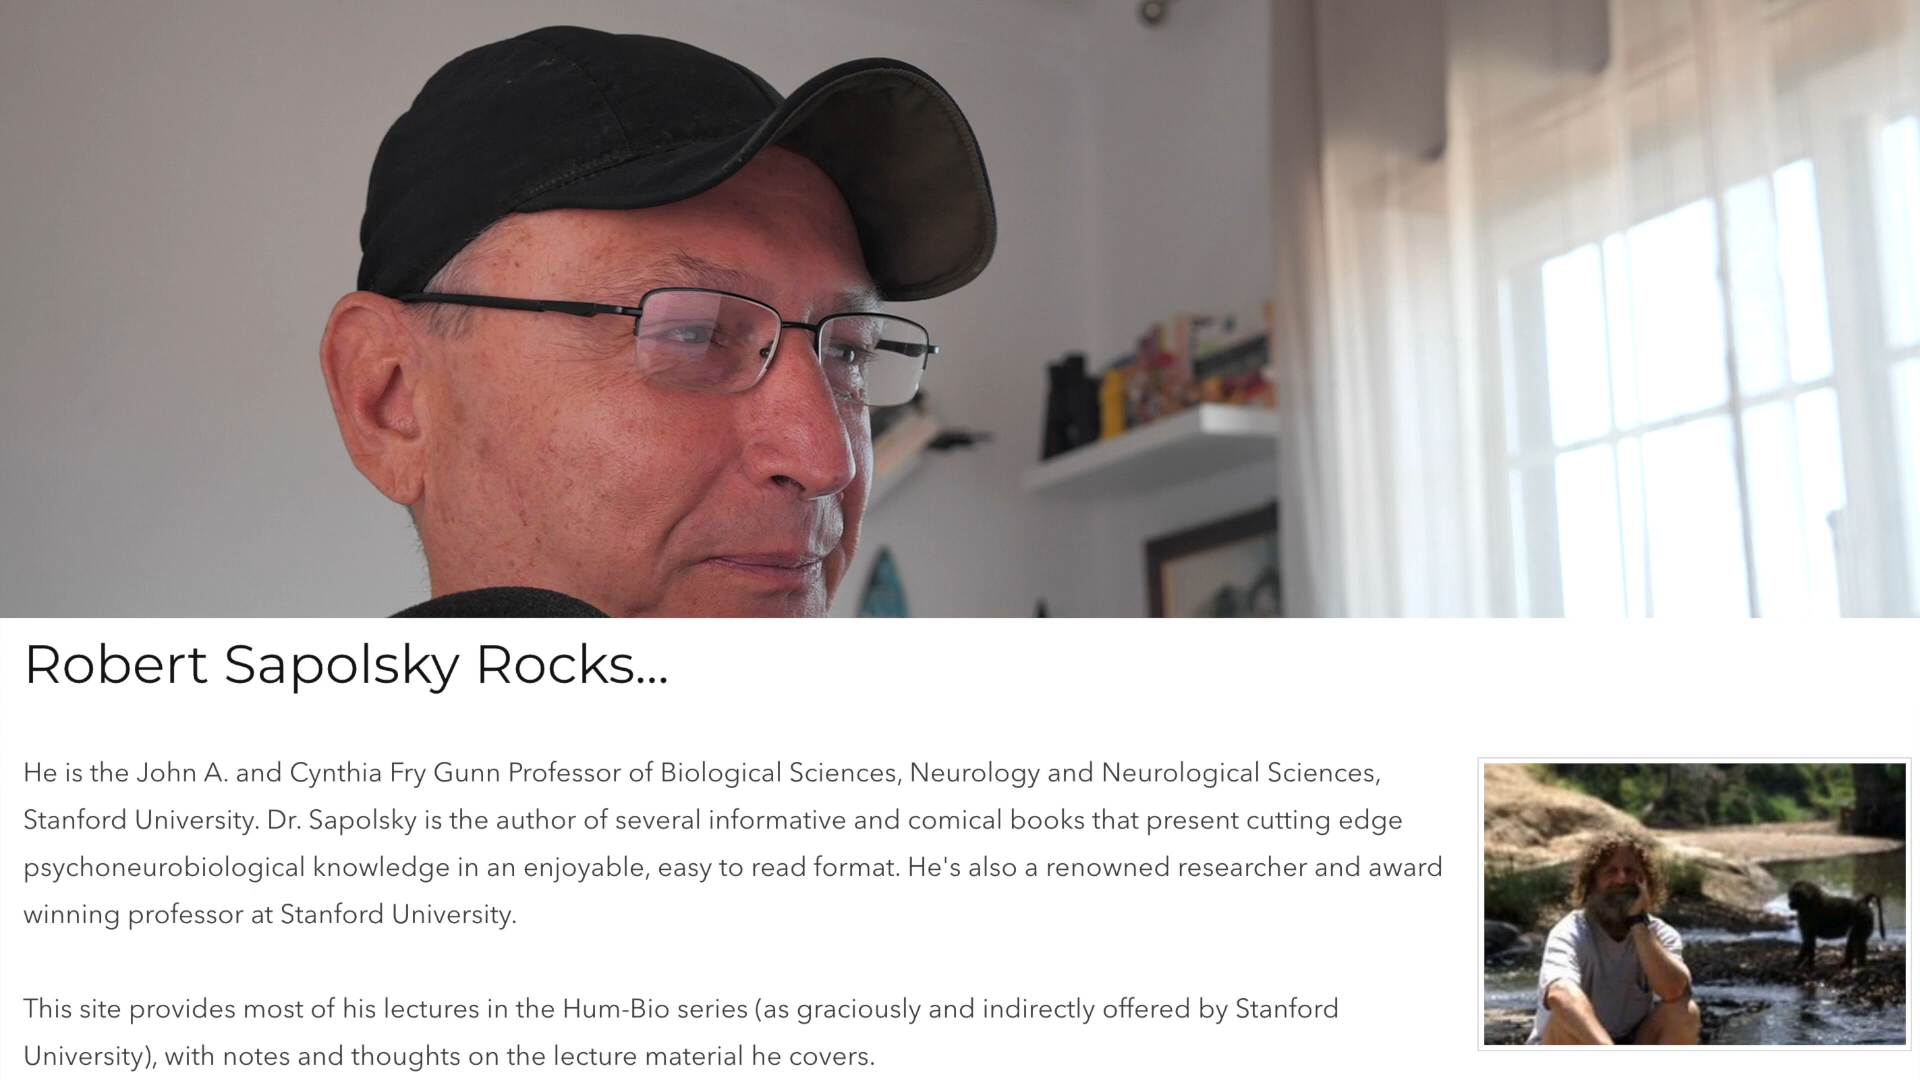 Robert Sapolsky Rocks...
He is the John A. and Cynthia Fry Gunn Professor of Biological Sciences, Neurology and Neurological Sciences,
Stanford University. Dr. Sapolsky is the author of several informative and comical books that present cutting edge
psychoneurobiological knowledge in an enjoyable, easy to read format. He's also a renowned researcher and award
winning professor at Stanford University.
This site provides most of his lectures in the Hum-Bio series (as graciously and indirectly offered by Stanford
University), with notes and thoughts on the lecture material he covers.